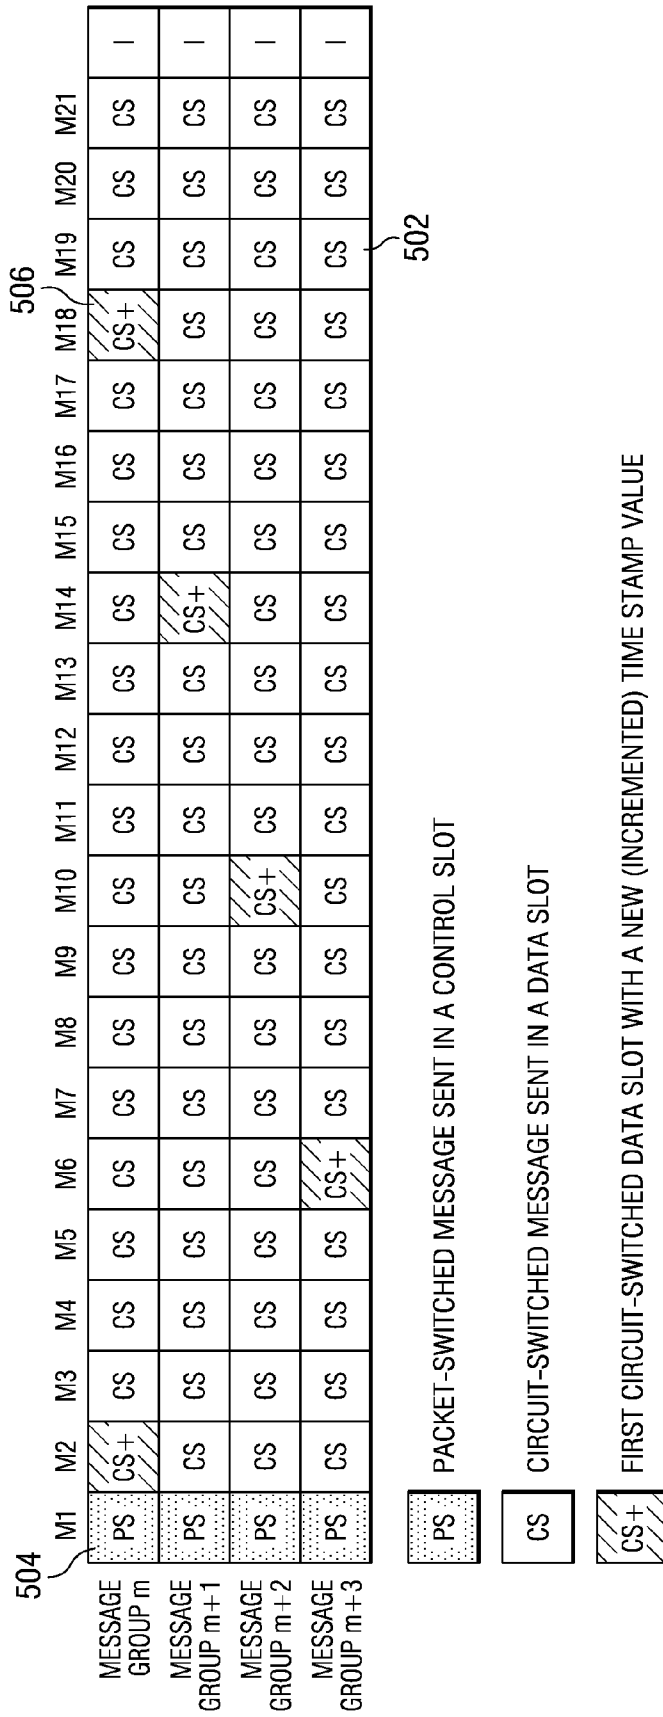 506
M1 M2 M3 M4 M5 M6 M7 M8 M9 M10 M11 M12 M13 M14 M15 M16 M17 M18 M19 M20 M21
504
MESSAGE
GROUP m
PS CS+ CS CS CS CS CS CS CS CS CS CS CS CS CS CS CS CS+ CS CS CS I
MESSAGE
GROUP m+1
PS CS CS CS CS CS CS CS CS CS CS CS CS CS+ CS CS CS CS CS CS CS I
MESSAGE
GROUP m+2
PS CS CS CS CS CS CS CS CS CS+ CS CS CS CS CS CS CS CS CS CS CS I
MESSAGE
GROUP m+3
PS CS CS CS CS CS+ CS CS CS CS CS CS CS CS CS CS CS CS CS CS CS I
502
PS PACKET-SWITCHED MESSAGE SENT IN A CONTROL SLOT
CS CIRCUIT-SWITCHED MESSAGE SENT IN A DATA SLOT
CS+ FIRST CIRCUIT-SWITCHED DATA SLOT WITH A NEW (INCREMENTED) TIME STAMP VALUE